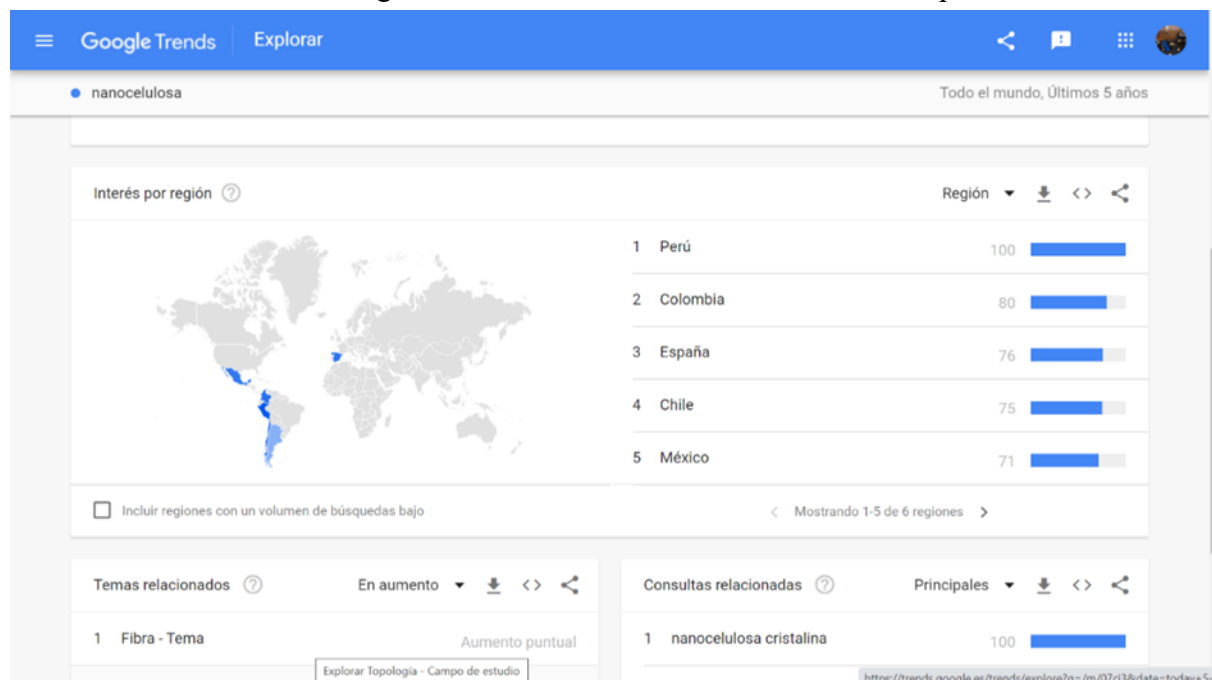 Google Trends Explorar
nanocelulosa Todo el mundo, Últimos 5 años
Interés por región Región
1 Perú 100
2 Colombia 80
3 España 76
4 Chile 75
5 México 71
Incluir regiones con un volumen de búsquedas bajo Mostrando 1-5 de 6 regiones
Temas relacionados En aumento Consultas relacionadas Principales
1 Fibra - Tema Aumento puntual 1 nanocelulosa cristalina 100
Explorar Topología - Campo de estudio